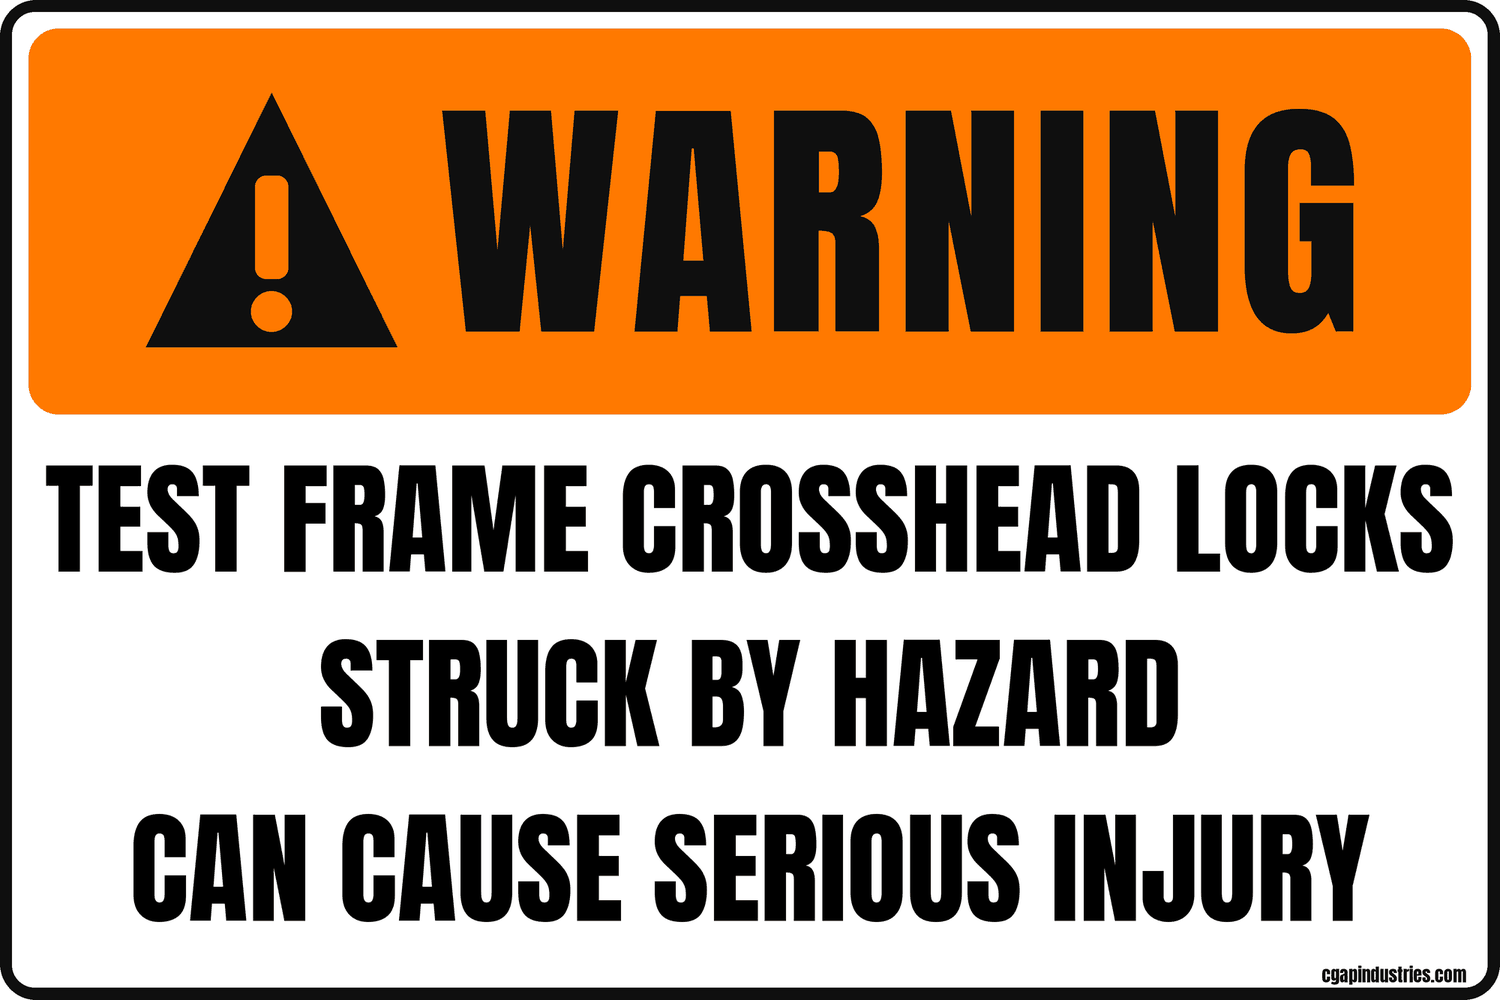 WARNING
TEST FRAME CROSSHEAD LOCKS
STRUCK BY HAZARD
CAN CAUSE SERIOUS INJURY
cgapindustries.com